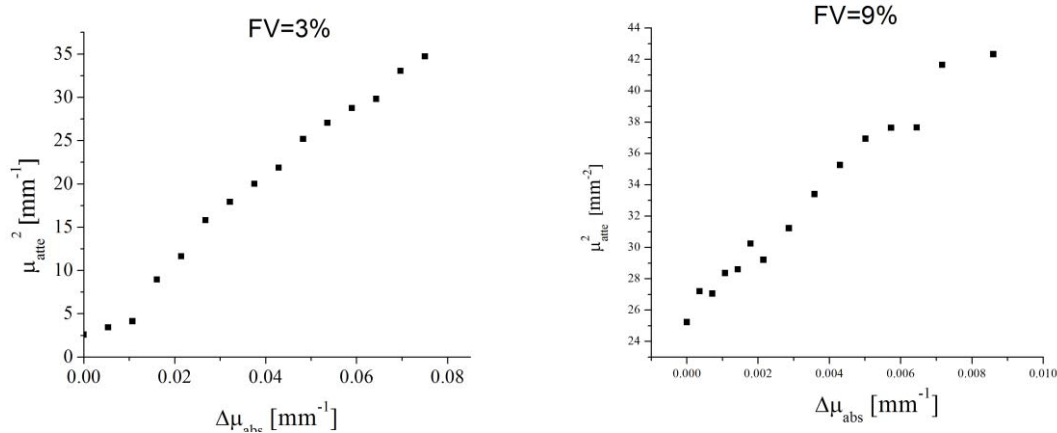 FV=3%
35
30
25
20
15
10
5
0
μatte2 [mm-1]
0.00 0.02 0.04 0.06 0.08
Δμabs [mm-1]
FV=9%
44
42
40
38
36
34
32
30
28
26
24
μ2atte [mm-2]
0.000 0.002 0.004 0.006 0.008 0.010
Δμabs [mm-1]